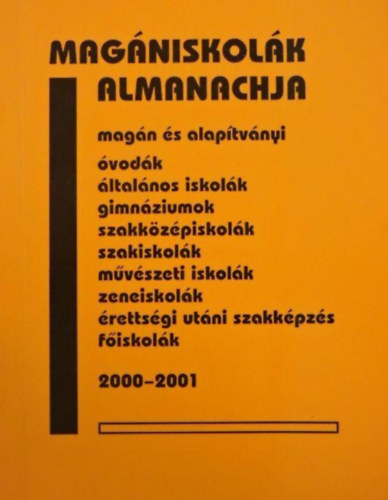 MAGÁNISKOLÁK
ALMANACHJA
magán és alapítványi
óvodák
általános iskolák
gimnáziumok
szakközépiskolák
szakiskolák
művészeti iskolák
zeneiskolák
érettségi utáni szakképzés
főiskolák
2000–2001